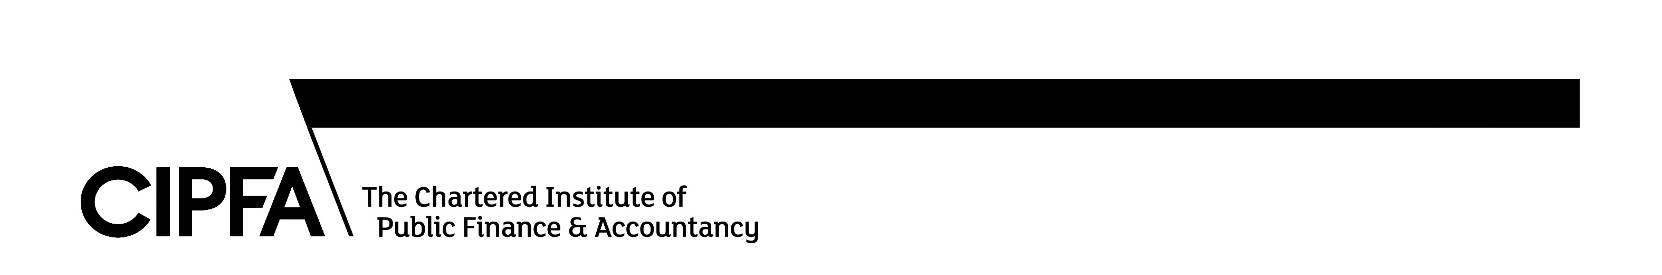 CIPFA
The Chartered Institute of
Public Finance & Accountancy